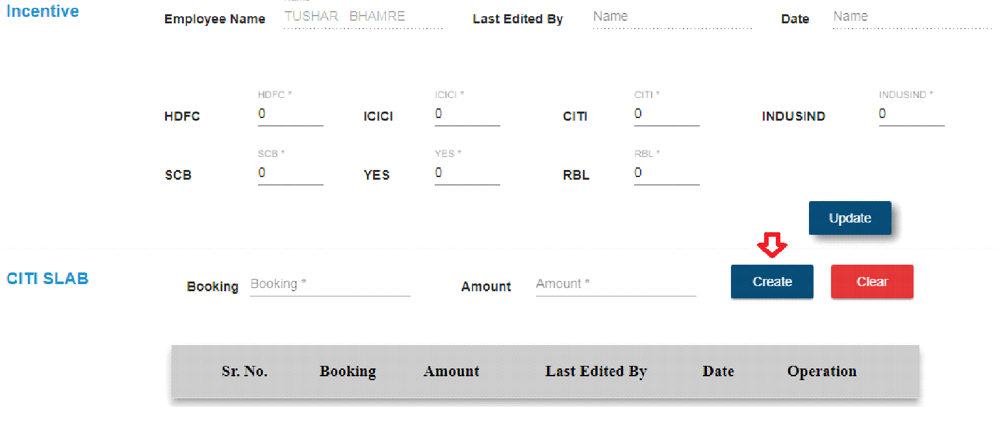 Name
Incentive Employee Name TUSHAR BHAMRE Last Edited By Name Date Name
HDFC * ICICI * CITI * INDUSIND *
HDFC 0 ICICI 0 CITI 0 INDUSIND 0
SCB * YES * RBL *
SCB 0 YES 0 RBL 0
Update
CITI SLAB Booking Booking * Amount Amount * Create Clear
Sr. No. Booking Amount Last Edited By Date Operation